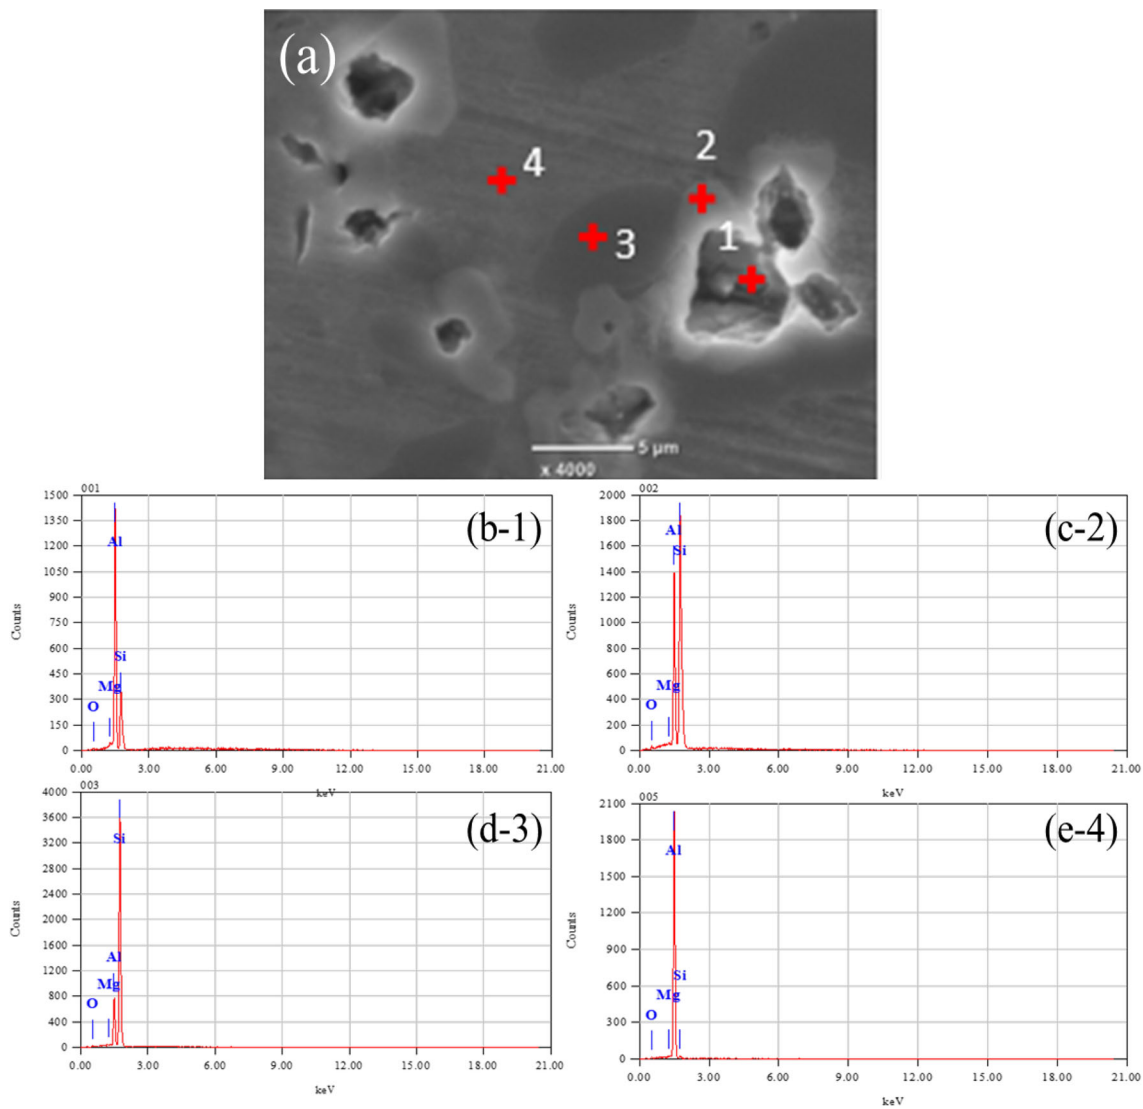 (a)
4
2
3
1
5 μm
x 4000
001
(b-1)
1500
1350
1200
1050
900
750
600
450
300
150
0
Counts
Al
Si
Mg
O
0.00 3.00 6.00 9.00 12.00 15.00 18.00 21.00
keV
002
(c-2)
2000
1800
1600
1400
1200
1000
800
600
400
200
0
Counts
Al
Si
Mg
O
0.00 3.00 6.00 9.00 12.00 15.00 18.00 21.00
keV
003
(d-3)
4000
3600
3200
2800
2400
2000
1600
1200
800
400
0
Counts
Si
Al
Mg
O
0.00 3.00 6.00 9.00 12.00 15.00 18.00 21.00
keV
005
(e-4)
2100
1800
1500
1200
900
600
300
0
Counts
Al
Si
Mg
O
0.00 3.00 6.00 9.00 12.00 15.00 18.00 21.00
keV